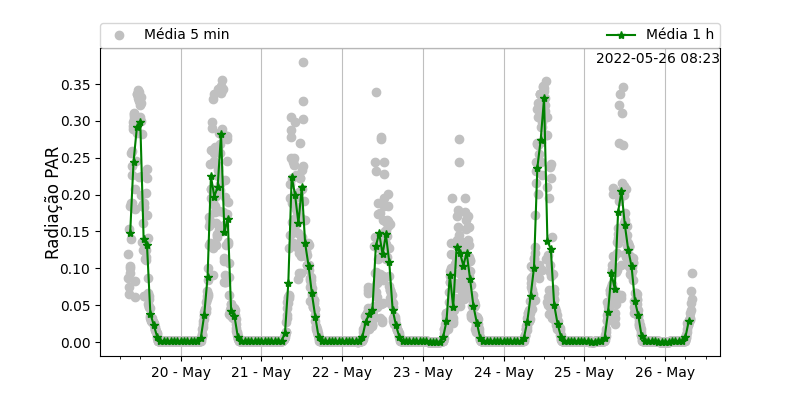 Média 5 min
Média 1 h
2022-05-26 08:23
Radiação PAR
0.35
0.30
0.25
0.20
0.15
0.10
0.05
0.00
20 - May
21 - May
22 - May
23 - May
24 - May
25 - May
26 - May